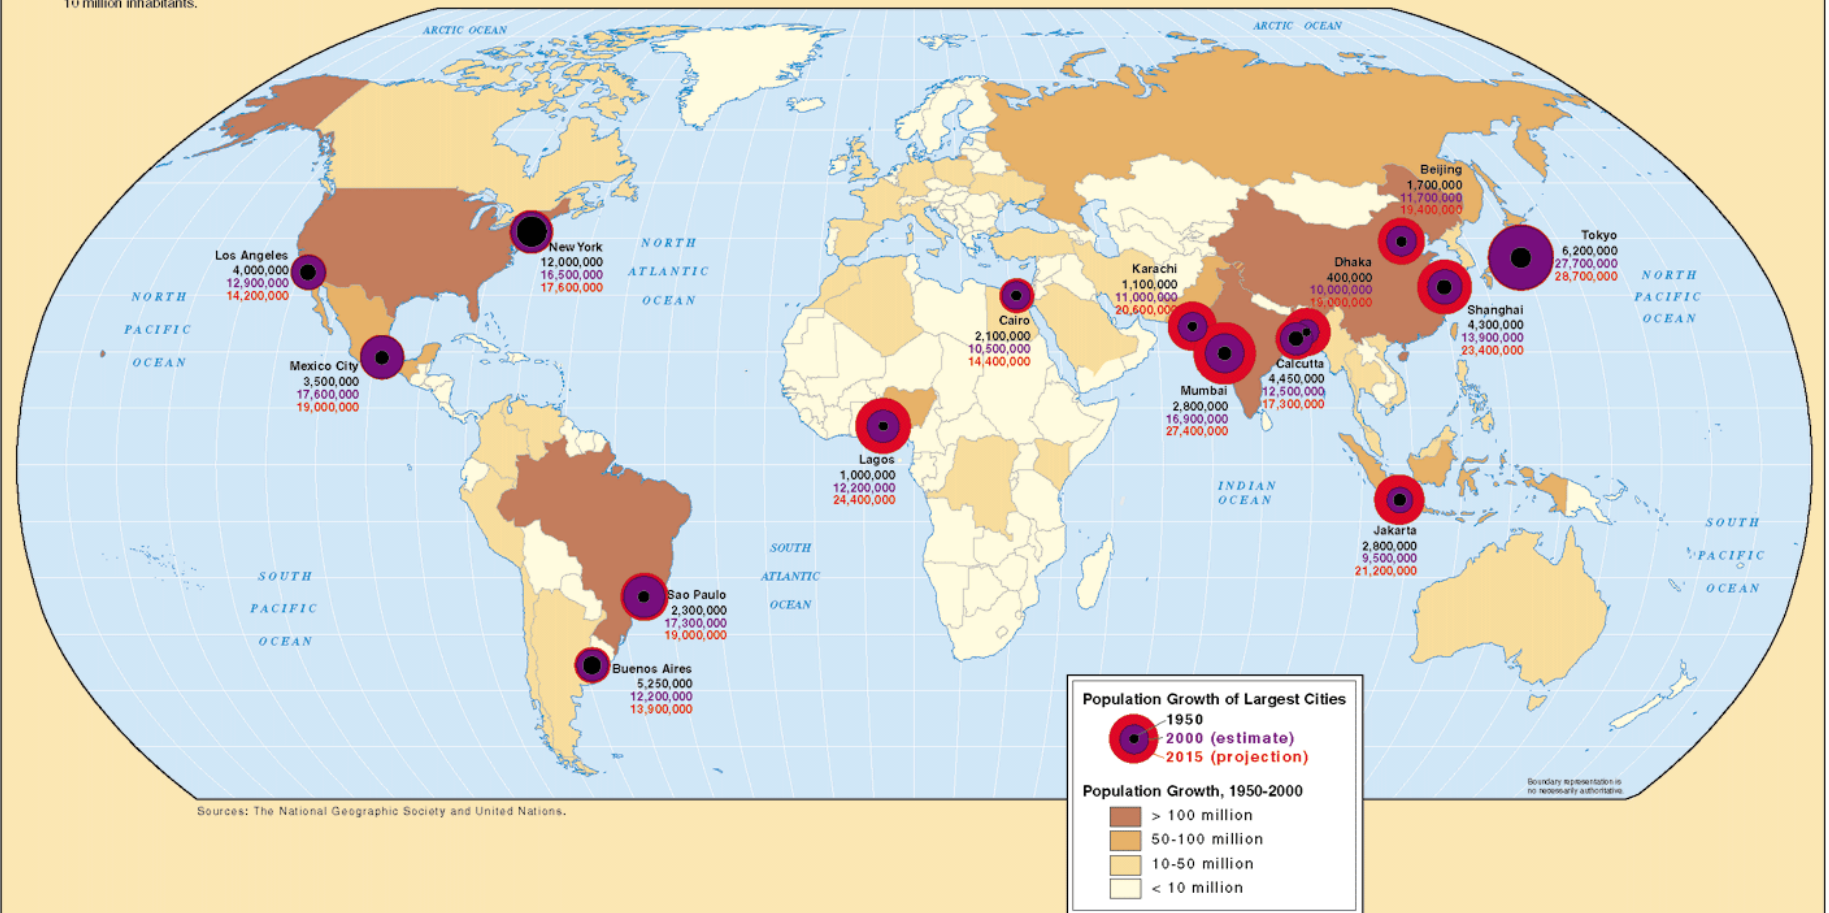 10 million inhabitants.
ARCTIC OCEAN
ARCTIC OCEAN
Beijing
1,700,000
11,700,000
19,400,000
New York
12,000,000
16,500,000
17,600,000
NORTH
ATLANTIC
OCEAN
Tokyo
6,200,000
27,700,000
28,700,000
Los Angeles
4,000,000
12,900,000
14,200,000
NORTH
PACIFIC
OCEAN
Karachi
1,100,000
11,000,000
20,600,000
Dhaka
400,000
10,000,000
19,000,000
NORTH
PACIFIC
OCEAN
Cairo
2,100,000
10,500,000
14,400,000
Shanghai
4,300,000
13,900,000
23,400,000
Mexico City
3,500,000
17,600,000
19,000,000
Calcutta
4,450,000
12,500,000
17,300,000
Mumbai
2,800,000
16,900,000
27,400,000
Lagos
1,000,000
12,200,000
24,400,000
INDIAN
OCEAN
Jakarta
2,800,000
9,500,000
21,200,000
SOUTH
PACIFIC
OCEAN
SOUTH
ATLANTIC
OCEAN
SOUTH
PACIFIC
OCEAN
Sao Paulo
2,300,000
17,300,000
19,000,000
Buenos Aires
5,250,000
12,200,000
13,900,000
Population Growth of Largest Cities
1950
2000 (estimate)
2015 (projection)
Population Growth, 1950-2000
> 100 million
50-100 million
10-50 million
< 10 million
Boundary representation is
no necessarily authoritative.
Sources: The National Geographic Society and United Nations.